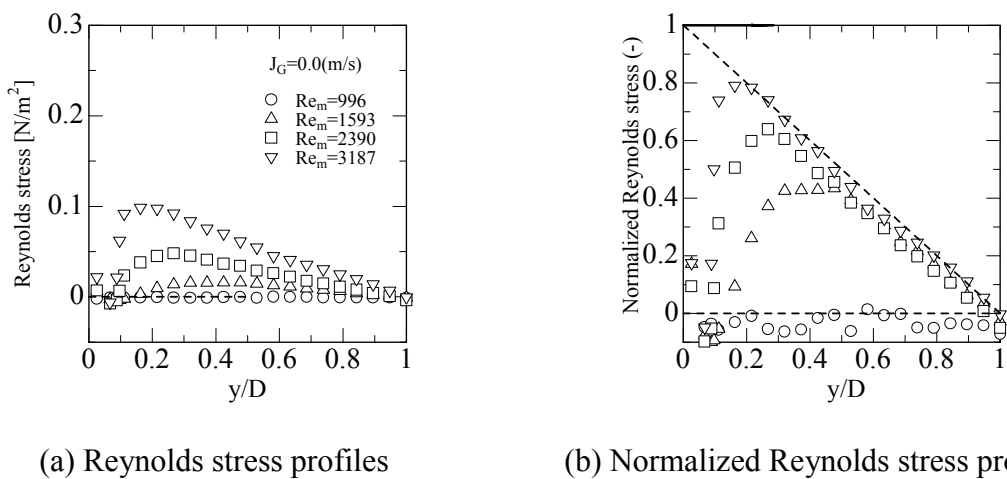 0.3
0.2
0.1
0
Reynolds stress [N/m²]
J_G=0.0(m/s)
Re_m=996
Re_m=1593
Re_m=2390
Re_m=3187
0 0.2 0.4 0.6 0.8 1
y/D
(a) Reynolds stress profiles
1
0.8
0.6
0.4
0.2
0
Normalized Reynolds stress (-)
0 0.2 0.4 0.6 0.8 1
y/D
(b) Normalized Reynolds stress pro